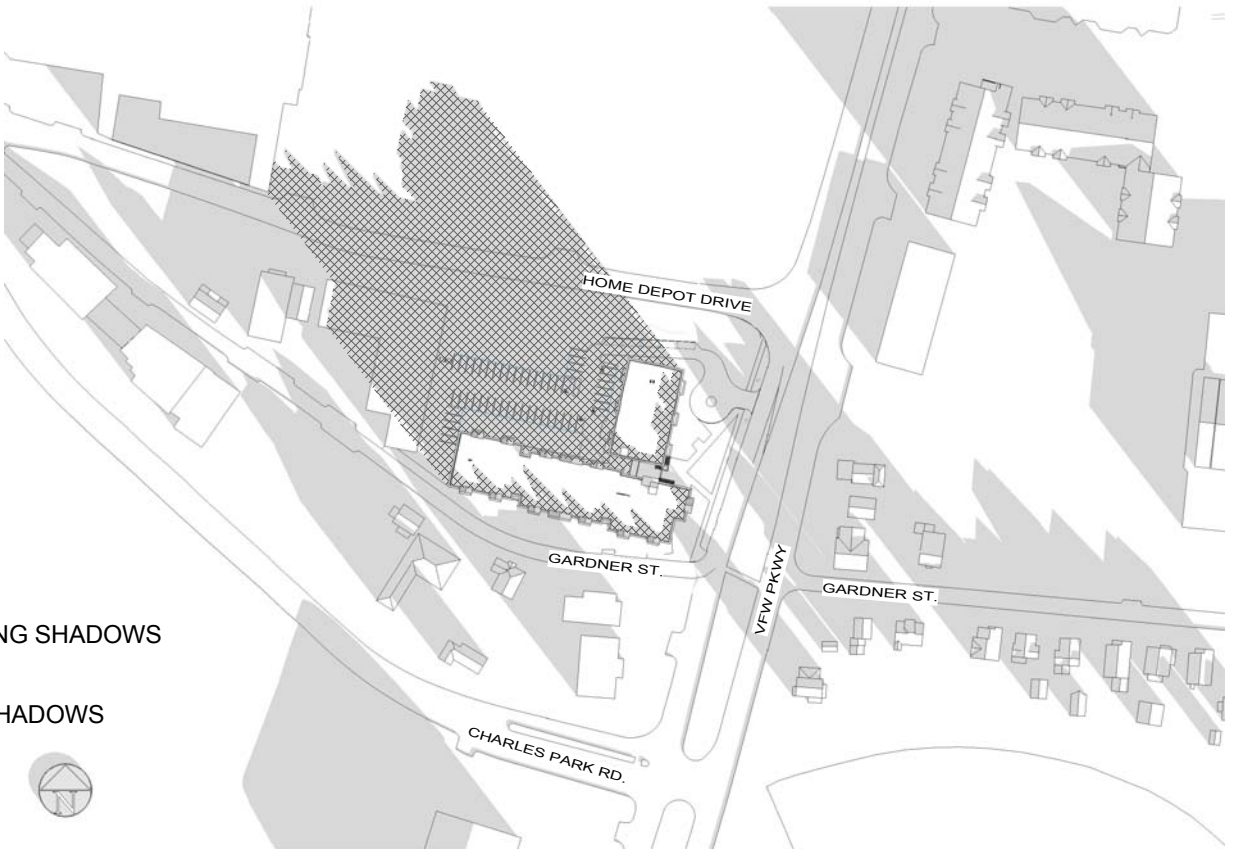 HOME DEPOT DRIVE
GARDNER ST.
VFW PKWY
GARDNER ST.
NG SHADOWS
HADOWS
CHARLES PARK RD.
N